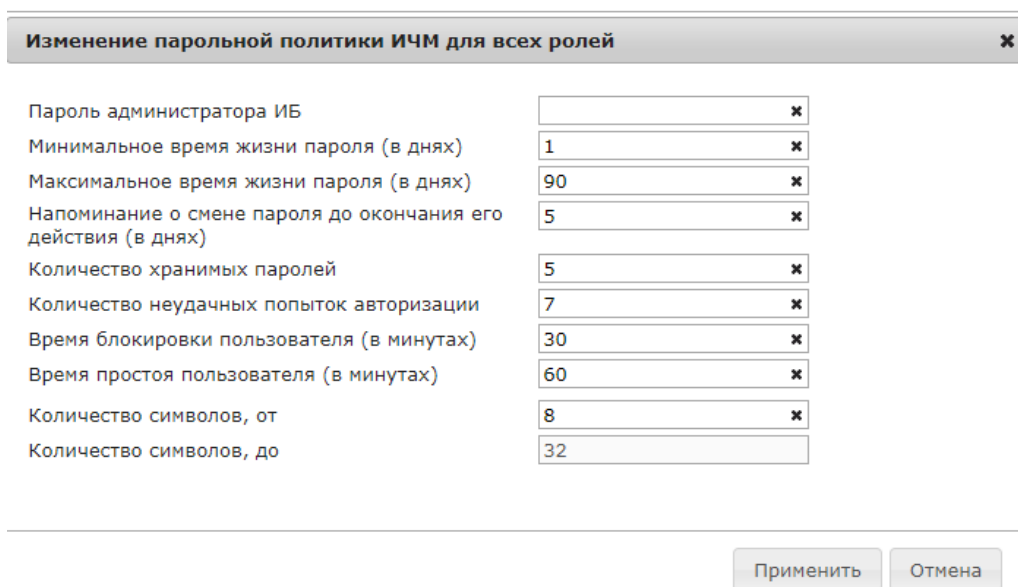 Изменение парольной политики ИЧМ для всех ролей
Пароль администратора ИБ
Минимальное время жизни пароля (в днях) 1
Максимальное время жизни пароля (в днях) 90
Напоминание о смене пароля до окончания его 5
действия (в днях)
Количество хранимых паролей 5
Количество неудачных попыток авторизации 7
Время блокировки пользователя (в минутах) 30
Время простоя пользователя (в минутах) 60
Количество символов, от 8
Количество символов, до 32
Применить Отмена